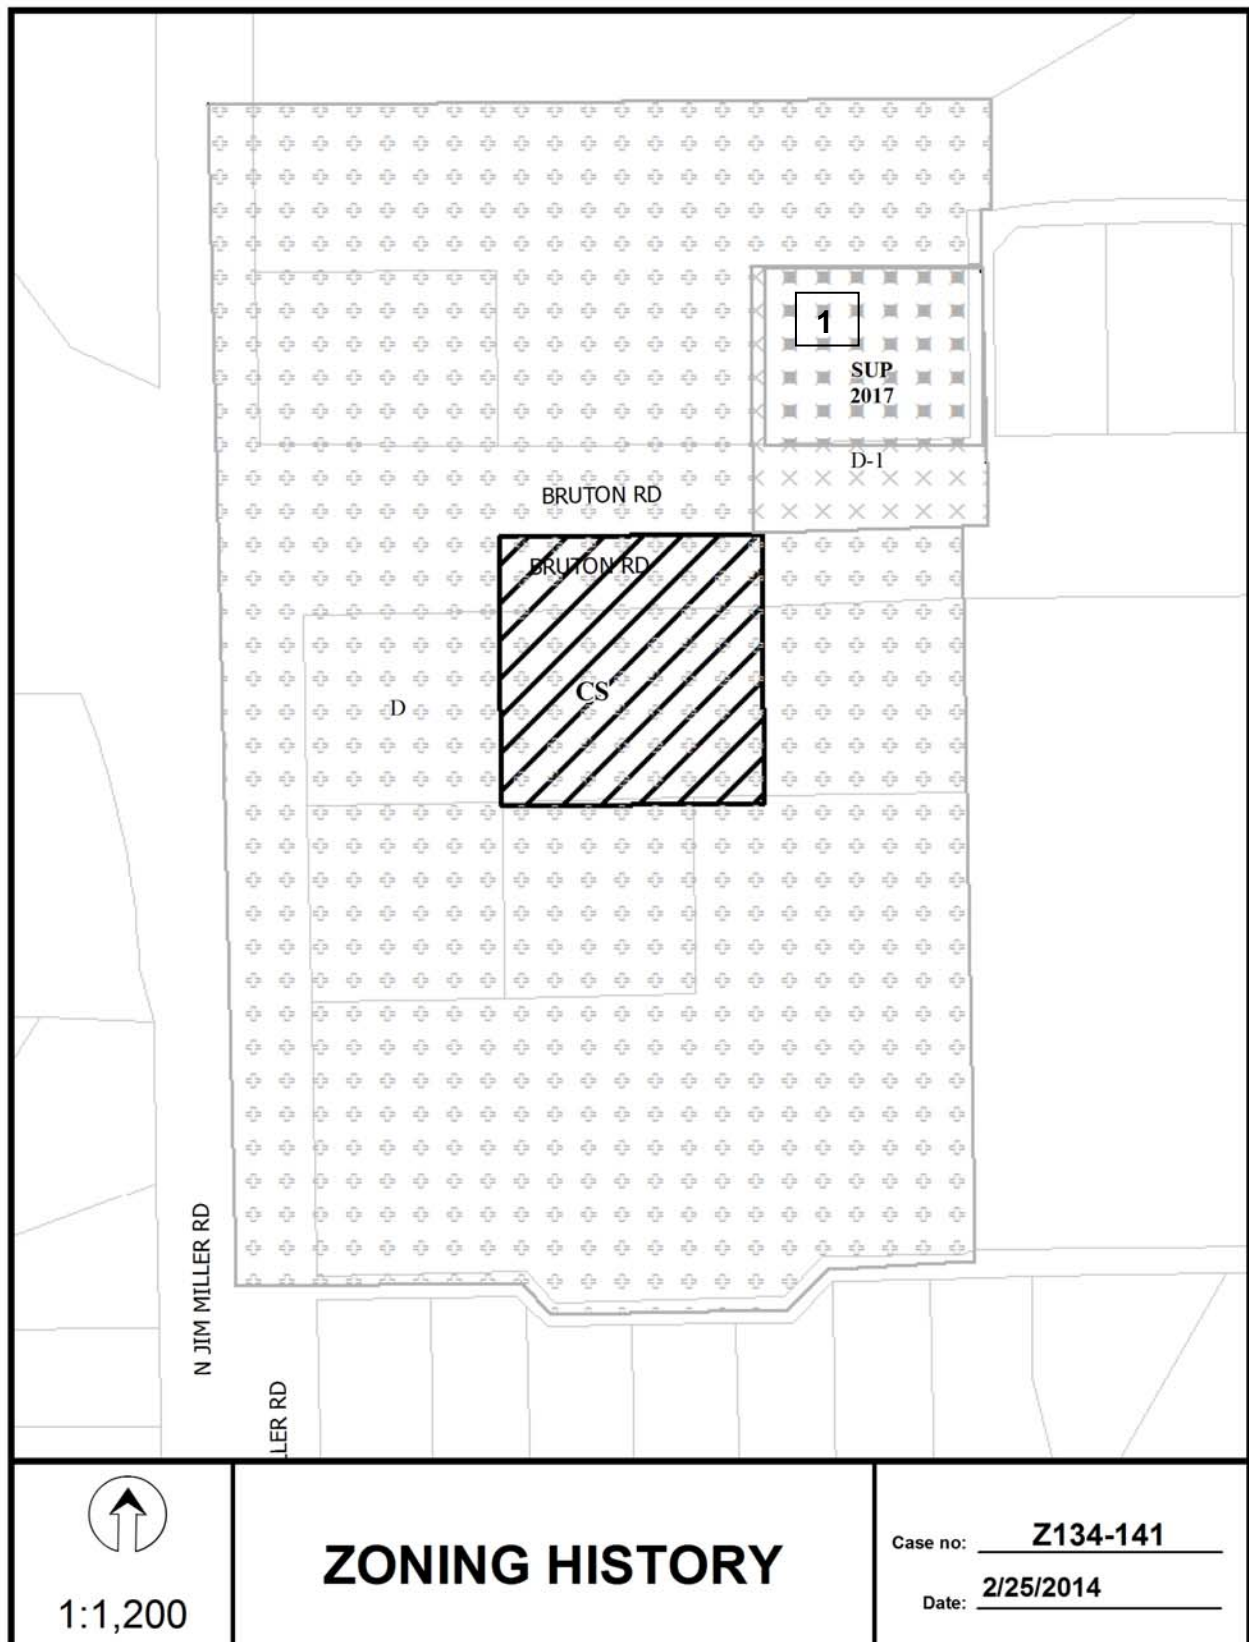 1
SUP
2017
D-1
BRUTON RD
BRUTON RD
CS
D
N JIM MILLER RD
LER RD
1:1,200
ZONING HISTORY
Case no: Z134-141
Date: 2/25/2014